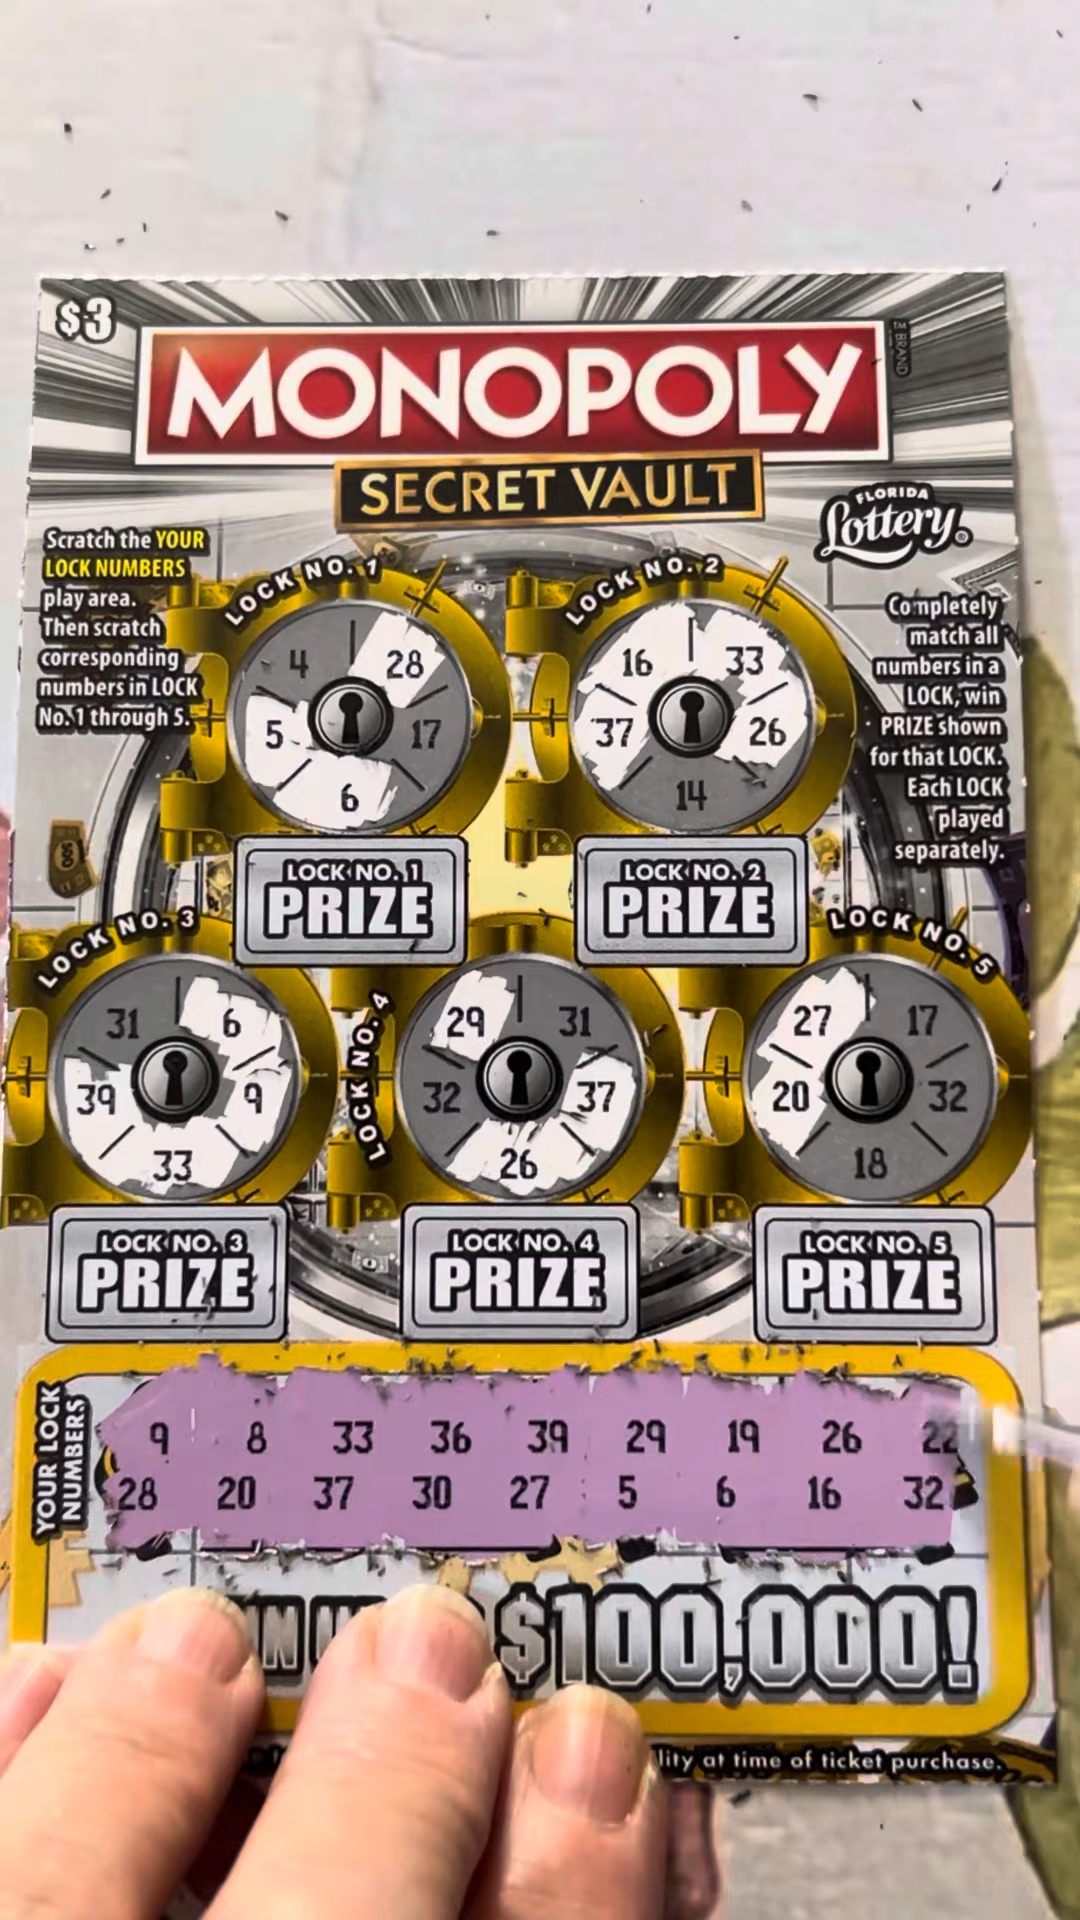 $3
MONOPOLY
™ BRAND
SECRET VAULT
FLORIDA
Lottery®
Scratch the YOUR
LOCK NUMBERS
play area.
Then scratch
corresponding
numbers in LOCK
No. 1 through 5.
LOCK NO. 1
4 28
5 17
6
LOCK NO. 1
PRIZE
LOCK NO. 2
16 33
37 26
14
LOCK NO. 2
PRIZE
Completely
match all
numbers in a
LOCK, win
PRIZE shown
for that LOCK.
Each LOCK
played
separately.
500
LOCK NO. 3
31 6
39 9
33
LOCK NO. 3
PRIZE
LOCK NO. 4
29 31
32 37
26
LOCK NO. 4
PRIZE
LOCK NO. 5
27 17
20 32
18
LOCK NO. 5
PRIZE
YOUR LOCK
NUMBERS
9 8 33 36 39 29 19 26 22
28 20 37 30 27 5 6 16 32
$100,000!
at time of ticket purchase.